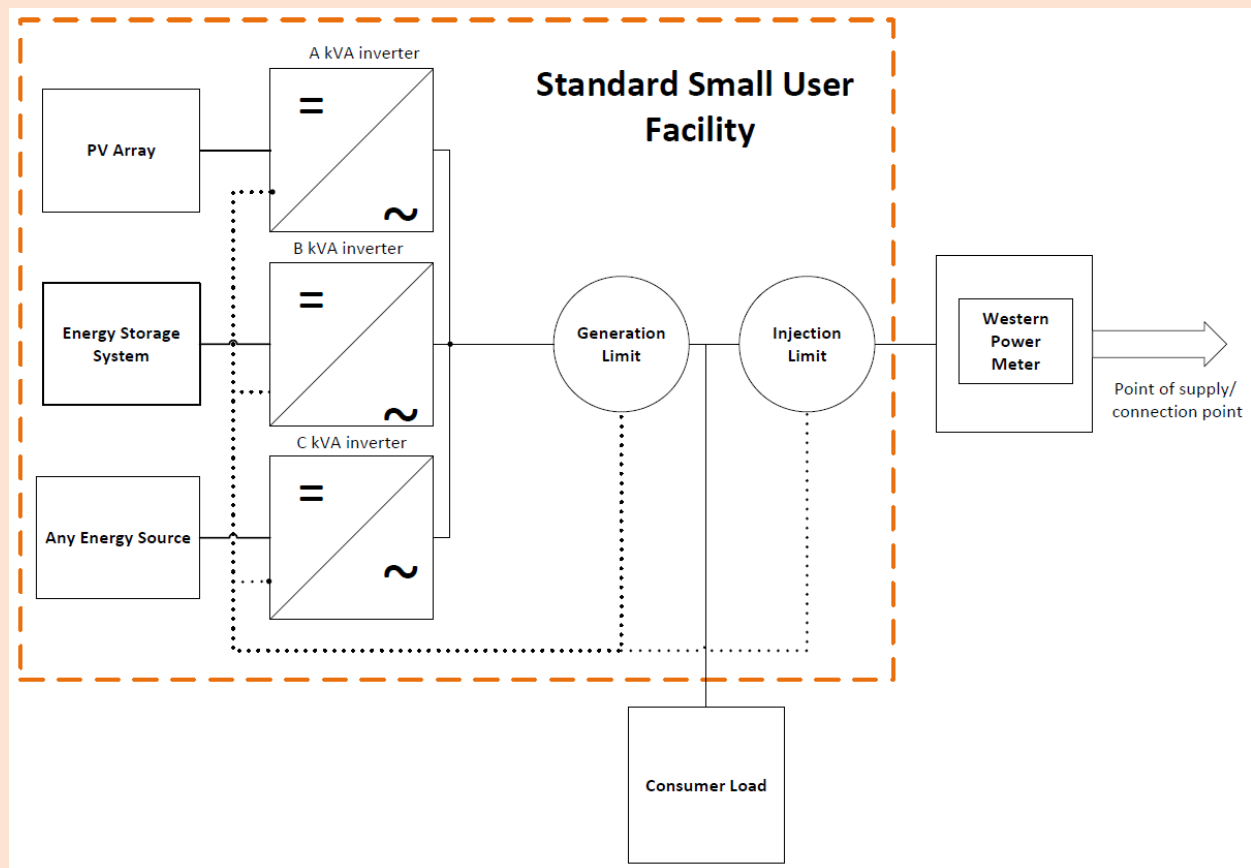 A kVA inverter
Standard Small User
Facility
=
~
PV Array
B kVA inverter
=
~
Energy Storage
System
Generation
Limit
Injection
Limit
Western
Power
Meter
Point of supply/
connection point
C kVA inverter
=
~
Any Energy Source
Consumer Load